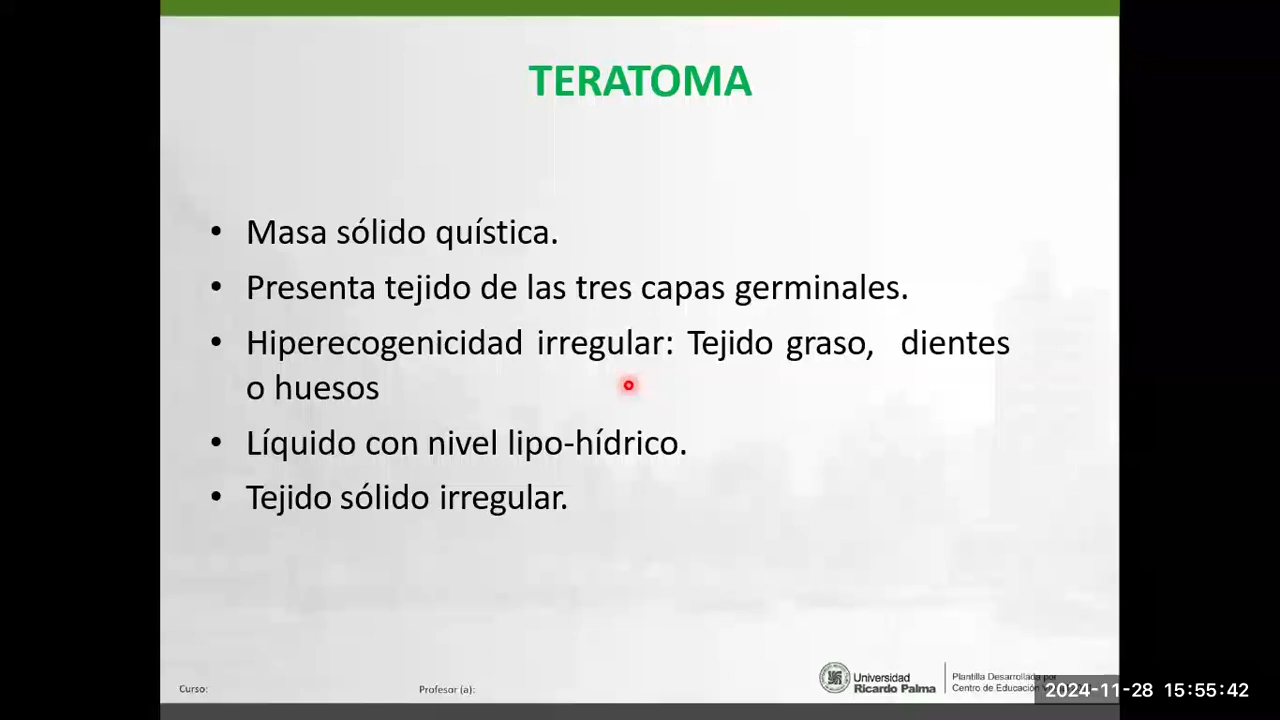 TERATOMA
• Masa sólido quística.
• Presenta tejido de las tres capas germinales.
• Hiperecogenicidad irregular: Tejido graso, dientes
o huesos
• Líquido con nivel lipo-hídrico.
• Tejido sólido irregular.
Curso:
Profesor (a):
Universidad
Ricardo Palma
Plantilla Desarrollada por
Centro de Educación
2024-11-28 15:55:42